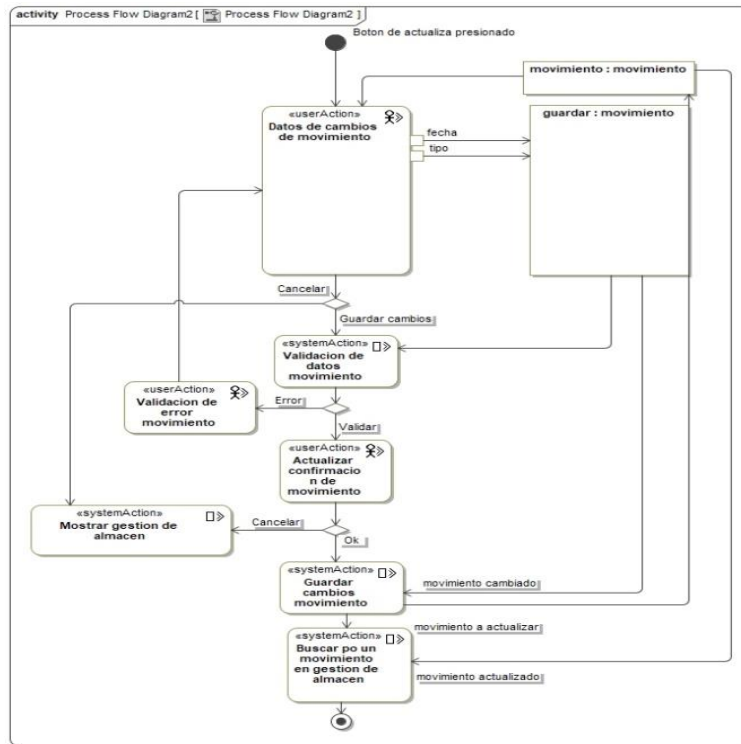 activity Process Flow Diagram2 [ Process Flow Diagram2 ]
Boton de actualiza presionado
movimiento : movimiento
«userAction»
Datos de cambios
de movimiento
fecha
tipo
guardar : movimiento
Cancelar
Guardar cambios
«systemAction»
Validacion de
datos
movimiento
«userAction»
Validacion de
error
movimiento
Error
Validar
«userAction»
Actualizar
confirmacio
n de
movimiento
«systemAction»
Mostrar gestion de
almacen
Cancelar
Ok
«systemAction»
Guardar
cambios
movimiento
movimiento cambiado
movimiento a actualizar
«systemAction»
Buscar po un
movimiento
en gestion de
almacen
movimiento actualizado